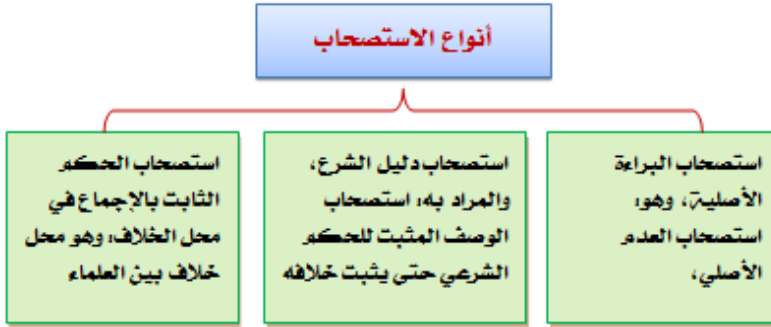 أنواع الاستصحاب
استصحاب البراءة
الأصلية، وهو:
استصحاب العدم
الأصلي،
استصحاب دليل الشرع،
والمراد به: استصحاب
الوصف المثبت للحكم
الشرعي حتى يثبت خلافه
استصحاب الحكم
الثابت بالإجماع في
محل الخلاف: وهو محل
خلاف بين العلماء